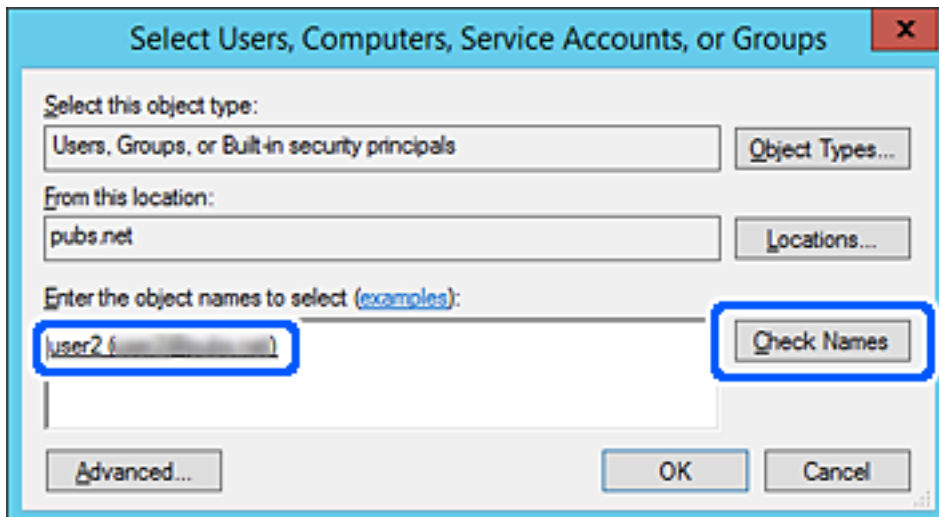 Select Users, Computers, Service Accounts, or Groups
x
Select this object type:
Users, Groups, or Built-in security principals
Object Types...
From this location:
pubs.net
Locations...
Enter the object names to select (examples):
user2 ( )
Check Names
Advanced...
OK
Cancel